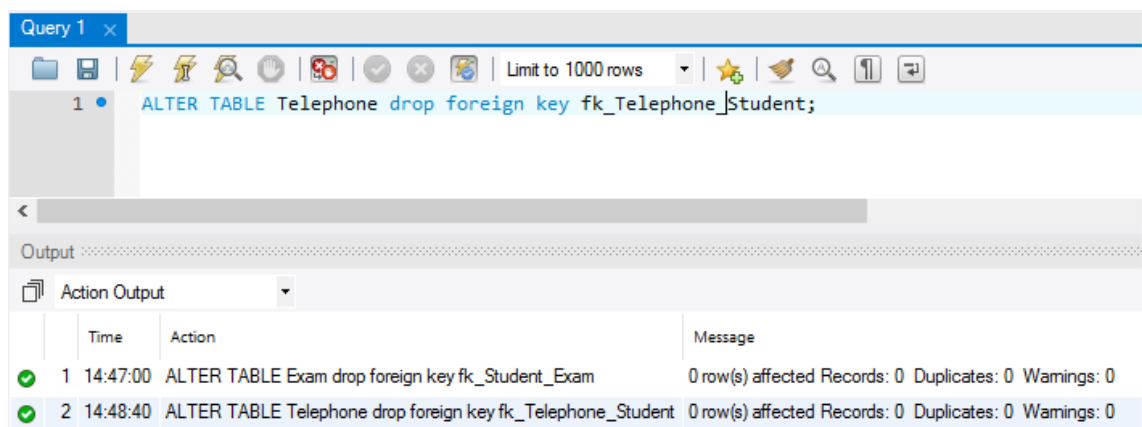 Query 1
Limit to 1000 rows
1 ALTER TABLE Telephone drop foreign key fk_Telephone_Student;
Output
Action Output
Time Action Message
1 14:47:00 ALTER TABLE Exam drop foreign key fk_Student_Exam 0 row(s) affected Records: 0 Duplicates: 0 Warnings: 0
2 14:48:40 ALTER TABLE Telephone drop foreign key fk_Telephone_Student 0 row(s) affected Records: 0 Duplicates: 0 Warnings: 0